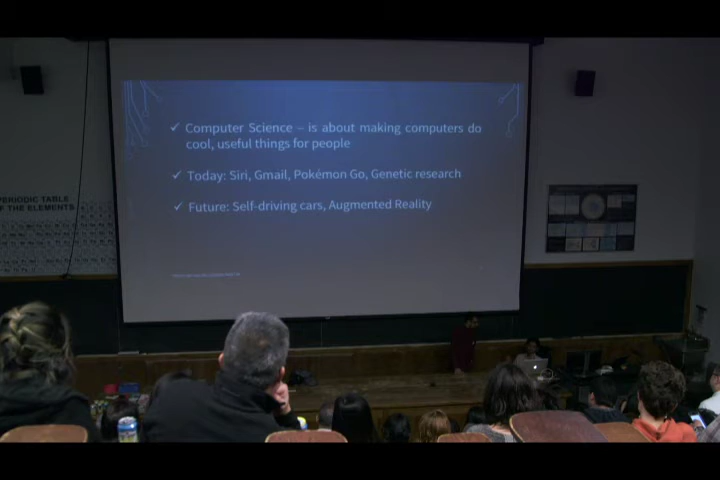 ✓ Computer Science – is about making computers do
cool, useful things for people
✓ Today: Siri, Gmail, Pokémon Go, Genetic research
✓ Future: Self-driving cars, Augmented Reality
PERIODIC TABLE
OF THE ELEMENTS